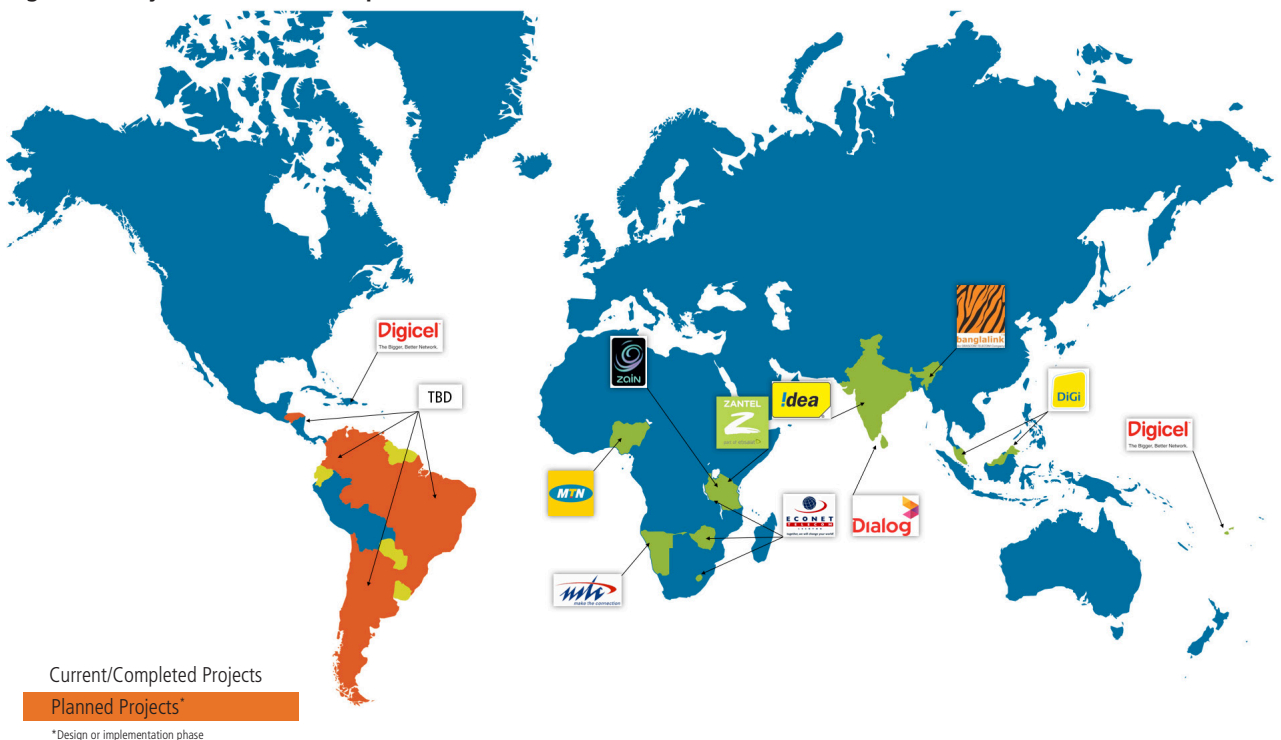 Digicel
The Bigger, Better Network.
TBD
zain
ZANTEL
Z
!dea
banglalink
DiGi
Digicel
The Bigger, Better Network.
MTN
ECONET
TELECOM
Dialog
mtc
make the connection
Current/Completed Projects
Planned Projects*
*Design or implementation phase